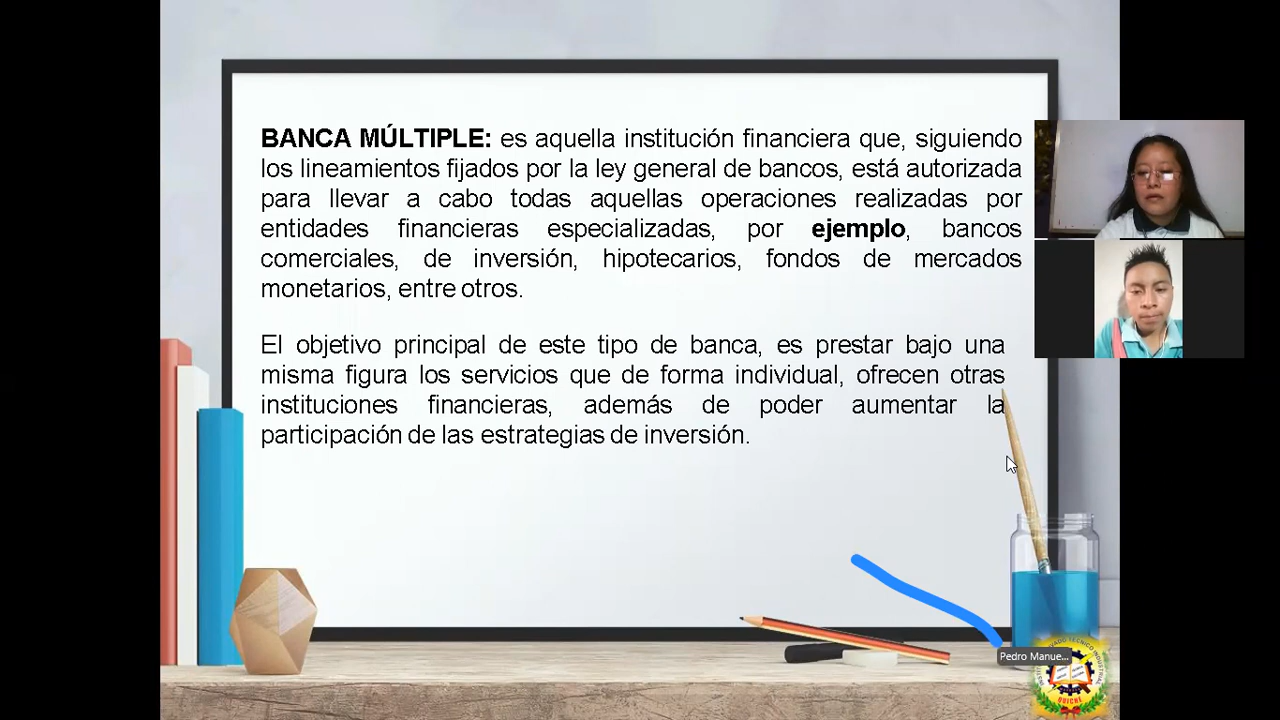 BANCA MÚLTIPLE: es aquella institución financiera que, siguiendo
los lineamientos fijados por la ley general de bancos, está autorizada
para llevar a cabo todas aquellas operaciones realizadas por
entidades financieras especializadas, por ejemplo, bancos
comerciales, de inversión, hipotecarios, fondos de mercados
monetarios, entre otros.
El objetivo principal de este tipo de banca, es prestar bajo una
misma figura los servicios que de forma individual, ofrecen otras
instituciones financieras, además de poder aumentar la
participación de las estrategias de inversión.
Pedro Manue...
QUICHÉ